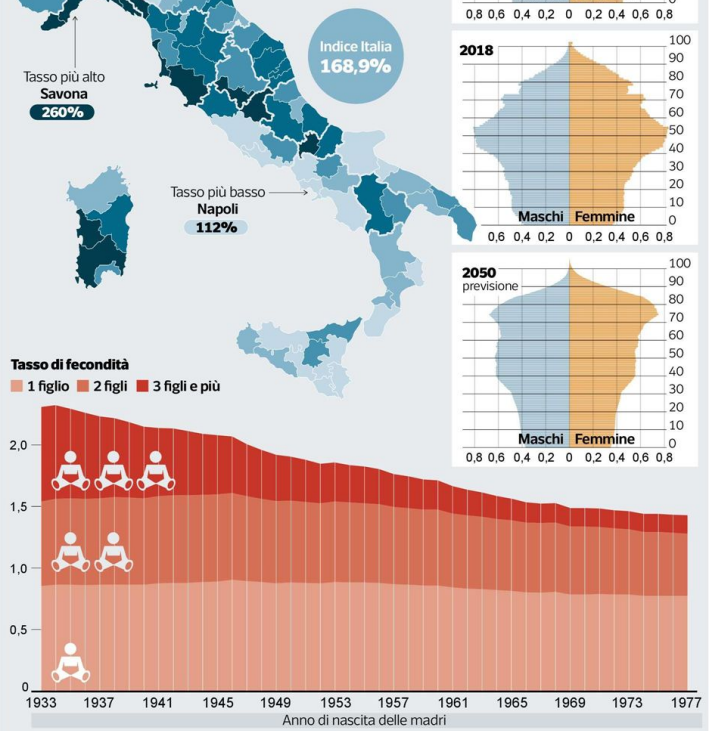 0,8 0,6 0,4 0,2 0 0,2 0,4 0,6 0,8
Indice Italia
168,9%
Tasso più alto
Savona
260%
Tasso più basso
Napoli
112%
2018
100
90
80
70
60
50
40
30
20
10
0
Maschi Femmine
0,8 0,6 0,4 0,2 0 0,2 0,4 0,6 0,8
2050
previsione
100
90
80
70
60
50
40
30
20
10
0
Maschi Femmine
0,8 0,6 0,4 0,2 0 0,2 0,4 0,6 0,8
Tasso di fecondità
1 figlio 2 figli 3 figli e più
2,0
1,5
1,0
0,5
0
1933 1937 1941 1945 1949 1953 1957 1961 1965 1969 1973 1977
Anno di nascita delle madri